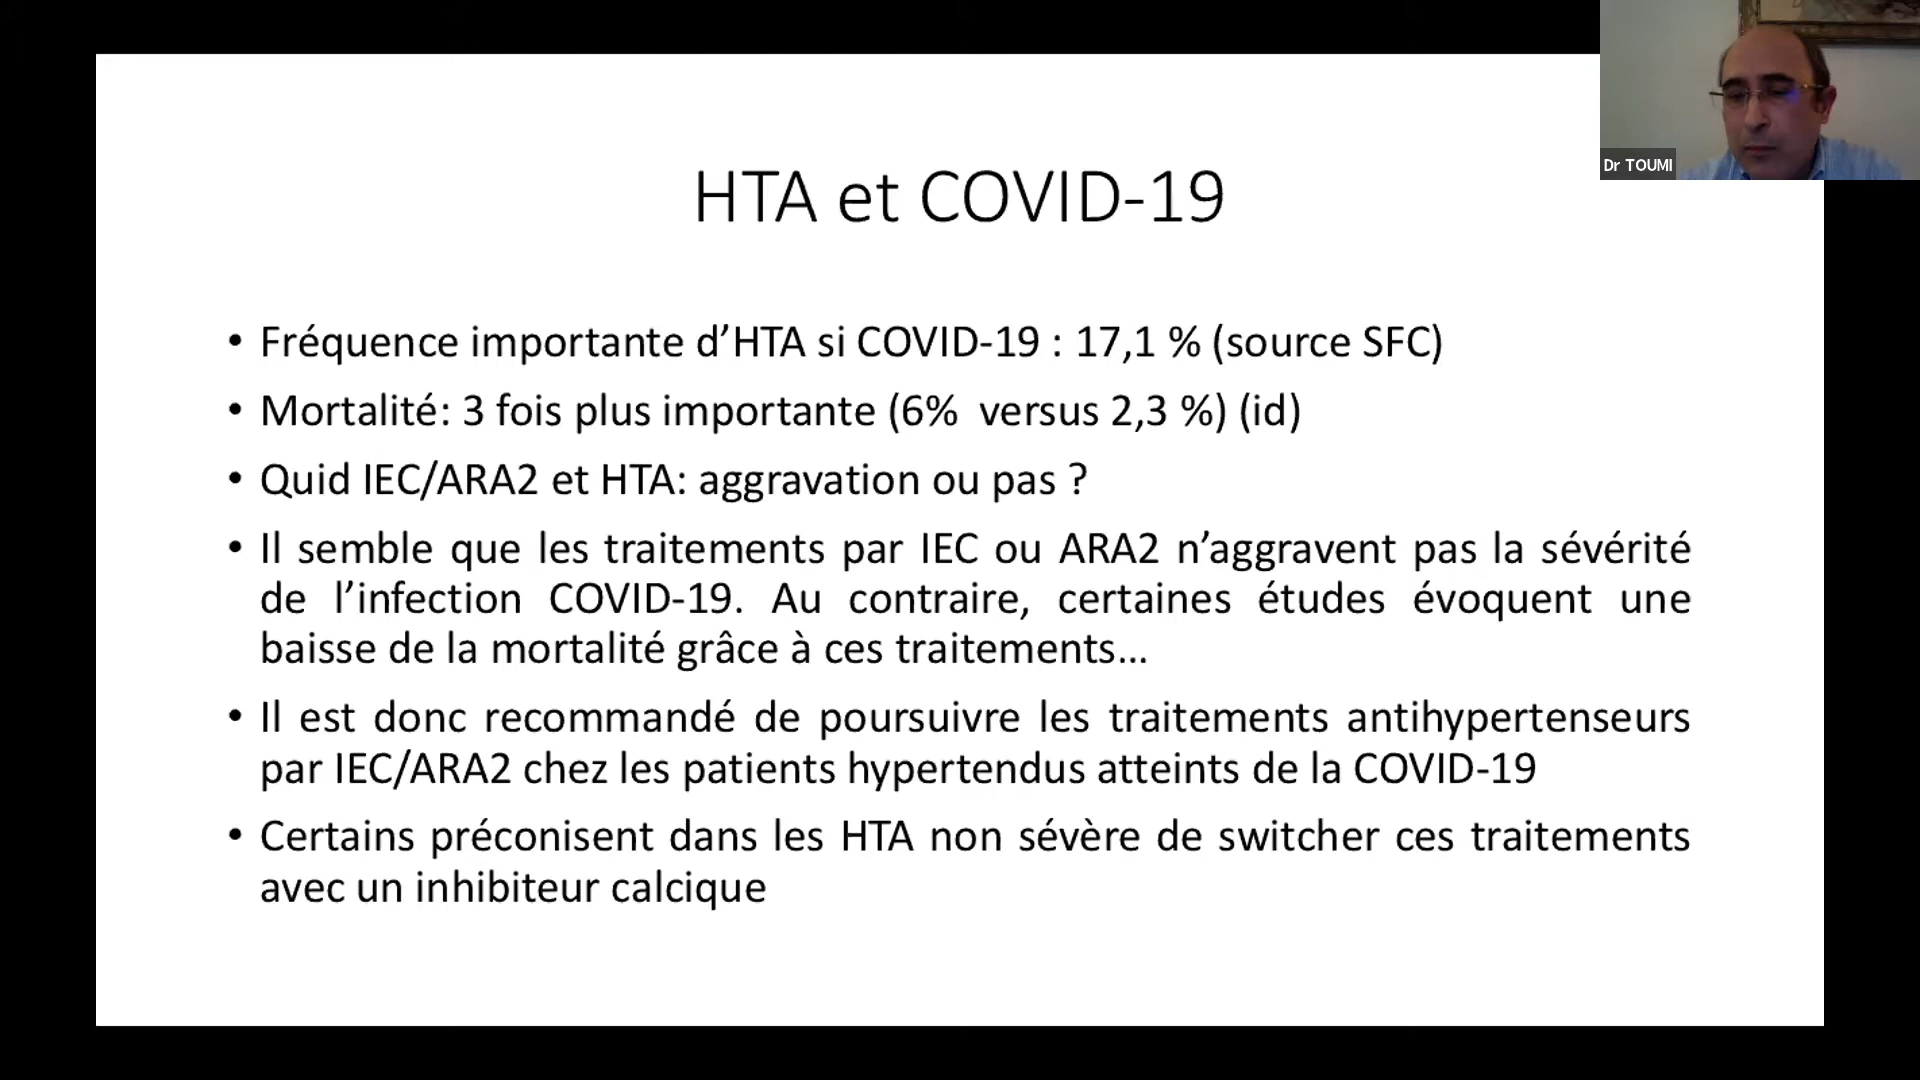 Dr TOUMI
HTA et COVID-19
• Fréquence importante d’HTA si COVID-19 : 17,1 % (source SFC)
• Mortalité: 3 fois plus importante (6%  versus 2,3 %) (id)
• Quid IEC/ARA2 et HTA: aggravation ou pas ?
• Il semble que les traitements par IEC ou ARA2 n’aggravent pas la sévérité
de l’infection COVID-19. Au contraire, certaines études évoquent une
baisse de la mortalité grâce à ces traitements…
• Il est donc recommandé de poursuivre les traitements antihypertenseurs
par IEC/ARA2 chez les patients hypertendus atteints de la COVID-19
• Certains préconisent dans les HTA non sévère de switcher ces traitements
avec un inhibiteur calcique